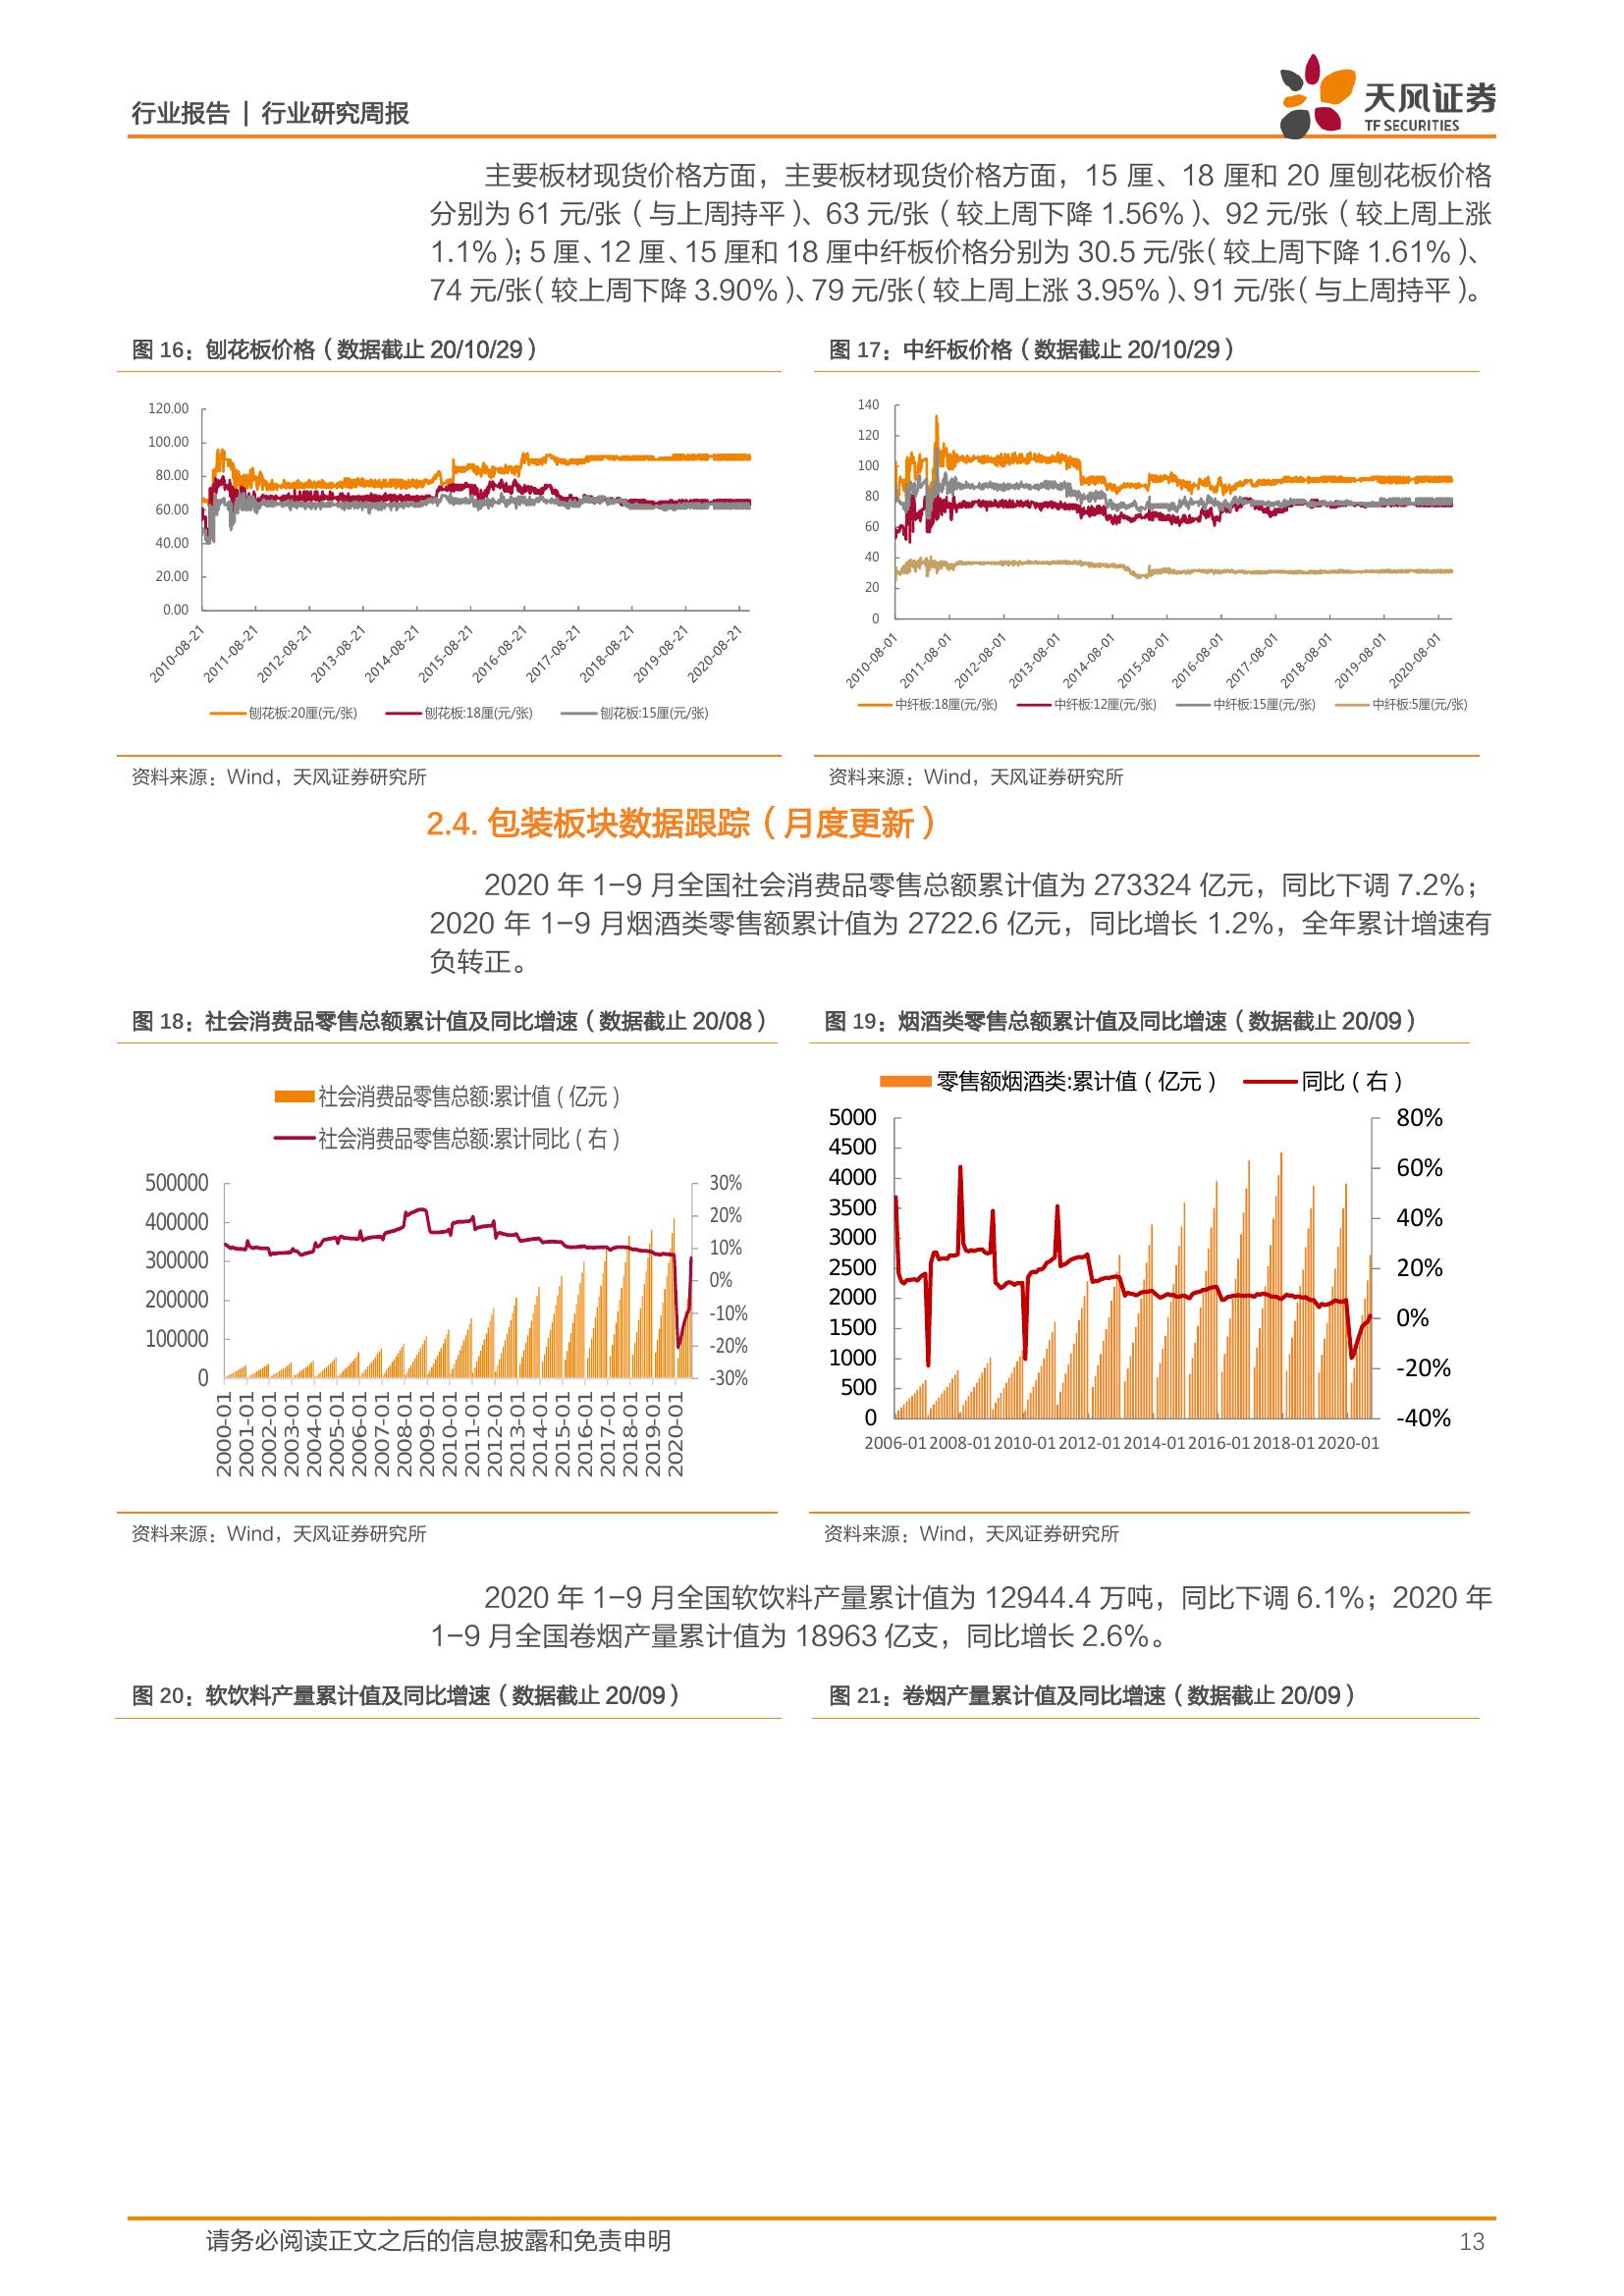 行业报告 | 行业研究周报
天风证券
TF SECURITIES
主要板材现货价格方面，主要板材现货价格方面，15 厘、18 厘和 20 厘刨花板价格
分别为 61 元/张（与上周持平）、63 元/张（较上周下降 1.56%）、92 元/张（较上周上涨
1.1%）；5 厘、12 厘、15 厘和 18 厘中纤板价格分别为 30.5 元/张（较上周下降 1.61%）、
74 元/张（较上周下降 3.90%）、79 元/张（较上周上涨 3.95%）、91 元/张（与上周持平）。
图 16：刨花板价格（数据截止 20/10/29）
120.00
100.00
80.00
60.00
40.00
20.00
0.00
2010-08-21 2011-08-21 2012-08-21 2013-08-21 2014-08-21 2015-08-21 2016-08-21 2017-08-21 2018-08-21 2019-08-21 2020-08-21
刨花板:20厘(元/张) 刨花板:18厘(元/张) 刨花板:15厘(元/张)
资料来源：Wind，天风证券研究所
图 17：中纤板价格（数据截止 20/10/29）
140
120
100
80
60
40
20
0
2010-08-01 2011-08-01 2012-08-01 2013-08-01 2014-08-01 2015-08-01 2016-08-01 2017-08-01 2018-08-01 2019-08-01 2020-08-01
中纤板:18厘(元/张) 中纤板:12厘(元/张) 中纤板:15厘(元/张) 中纤板:5厘(元/张)
资料来源：Wind，天风证券研究所
2.4. 包装板块数据跟踪（月度更新）
2020 年 1-9 月全国社会消费品零售总额累计值为 273324 亿元，同比下调 7.2%；
2020 年 1-9 月烟酒类零售额累计值为 2722.6 亿元，同比增长 1.2%，全年累计增速有
负转正。
图 18：社会消费品零售总额累计值及同比增速（数据截止 20/08）
社会消费品零售总额:累计值（亿元）
社会消费品零售总额:累计同比（右）
500000
400000
300000
200000
100000
0
30%
20%
10%
0%
-10%
-20%
-30%
2000-01 2001-01 2002-01 2003-01 2004-01 2005-01 2006-01 2007-01 2008-01 2009-01 2010-01 2011-01 2012-01 2013-01 2014-01 2015-01 2016-01 2017-01 2018-01 2019-01 2020-01
资料来源：Wind，天风证券研究所
图 19：烟酒类零售总额累计值及同比增速（数据截止 20/09）
零售额烟酒类:累计值（亿元） 同比（右）
5000
4500
4000
3500
3000
2500
2000
1500
1000
500
0
80%
60%
40%
20%
0%
-20%
-40%
2006-01 2008-01 2010-01 2012-01 2014-01 2016-01 2018-01 2020-01
资料来源：Wind，天风证券研究所
2020 年 1-9 月全国软饮料产量累计值为 12944.4 万吨，同比下调 6.1%；2020 年
1-9 月全国卷烟产量累计值为 18963 亿支，同比增长 2.6%。
图 20：软饮料产量累计值及同比增速（数据截止 20/09）
图 21：卷烟产量累计值及同比增速（数据截止 20/09）
请务必阅读正文之后的信息披露和免责申明
13